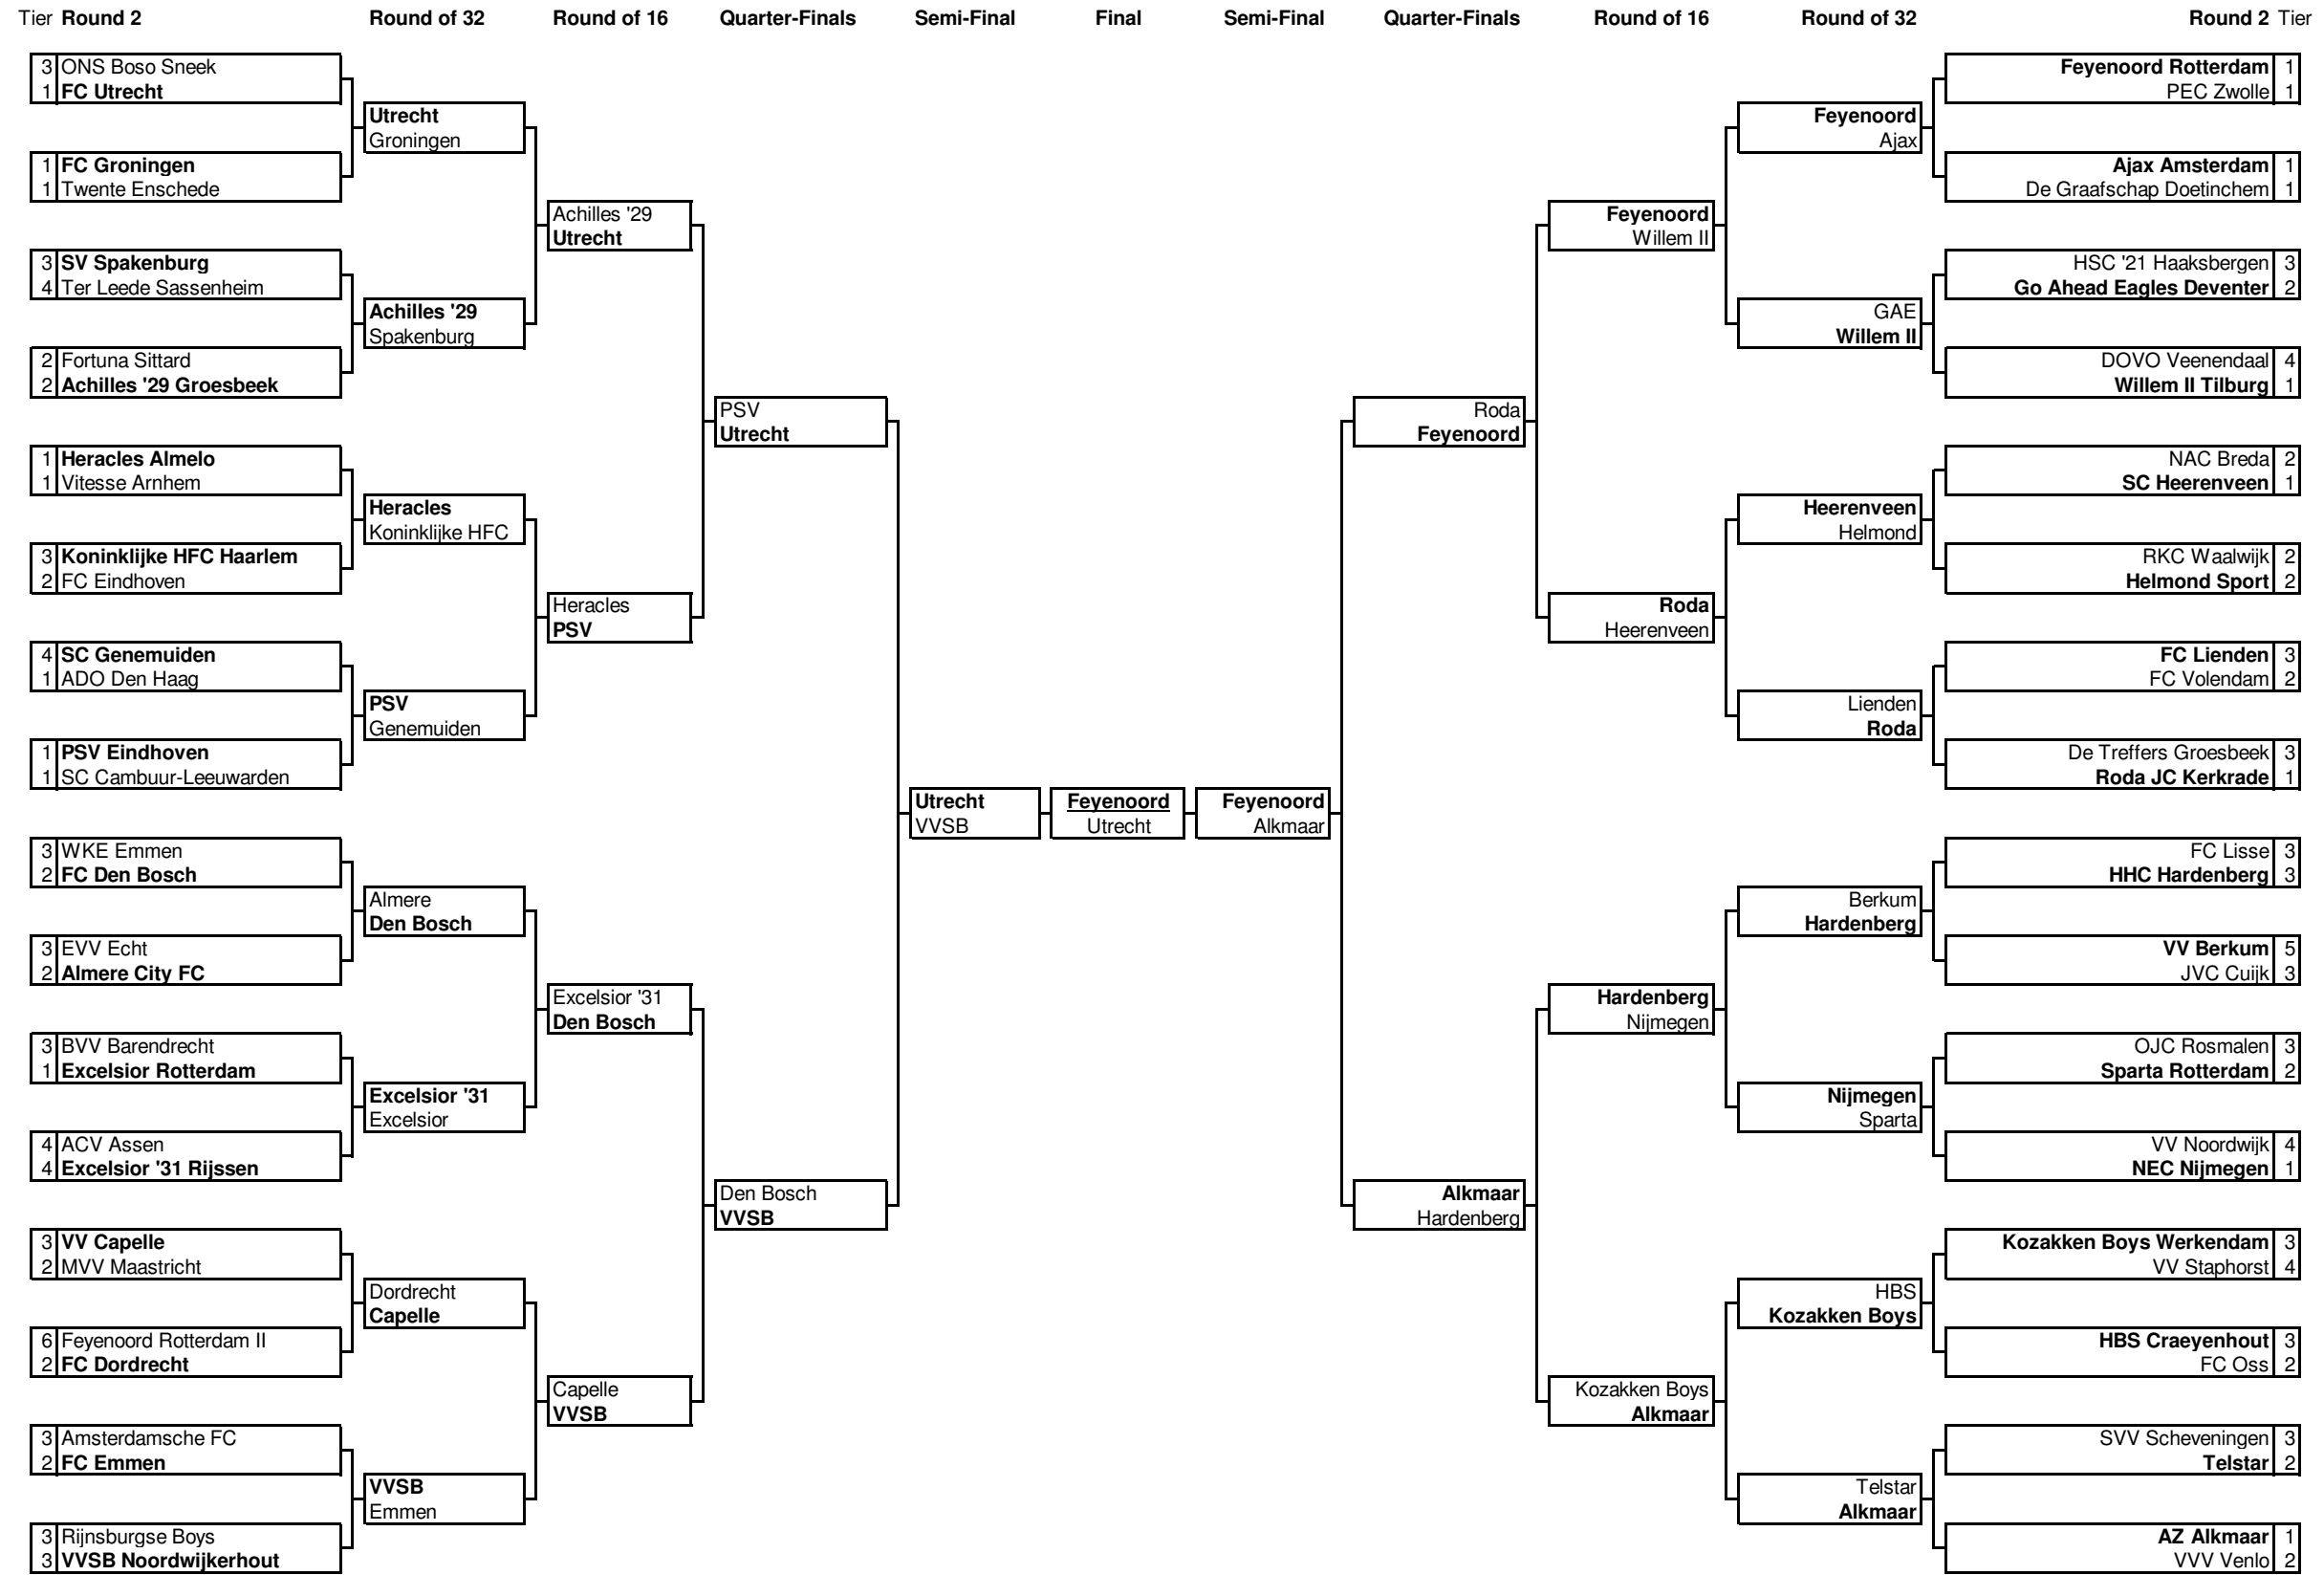 Tier Round 2 Round of 32 Round of 16 Quarter-Finals Semi-Final Final Semi-Final Quarter-Finals Round of 16 Round of 32 Round 2 Tier
3 ONS Boso Sneek
1 FC Utrecht
1 FC Groningen
1 Twente Enschede
3 SV Spakenburg
4 Ter Leede Sassenheim
2 Fortuna Sittard
2 Achilles '29 Groesbeek
1 Heracles Almelo
1 Vitesse Arnhem
3 Koninklijke HFC Haarlem
2 FC Eindhoven
4 SC Genemuiden
1 ADO Den Haag
1 PSV Eindhoven
1 SC Cambuur-Leeuwarden
3 WKE Emmen
2 FC Den Bosch
3 EVV Echt
2 Almere City FC
3 BVV Barendrecht
1 Excelsior Rotterdam
4 ACV Assen
4 Excelsior '31 Rijssen
3 VV Capelle
2 MVV Maastricht
6 Feyenoord Rotterdam II
2 FC Dordrecht
3 Amsterdamsche FC
2 FC Emmen
3 Rijnsburgse Boys
3 VVSB Noordwijkerhout
Utrecht
Groningen
Achilles '29
Spakenburg
Heracles
Koninklijke HFC
PSV
Genemuiden
Almere
Den Bosch
Excelsior '31
Excelsior
Dordrecht
Capelle
VVSB
Emmen
Achilles '29
Utrecht
Heracles
PSV
Excelsior '31
Den Bosch
Capelle
VVSB
PSV
Utrecht
Den Bosch
VVSB
Utrecht
VVSB
Feyenoord
Utrecht
Feyenoord
Alkmaar
Roda
Feyenoord
Alkmaar
Hardenberg
Feyenoord
Willem II
Roda
Heerenveen
Hardenberg
Nijmegen
Kozakken Boys
Alkmaar
Feyenoord
Ajax
GAE
Willem II
Heerenveen
Helmond
Lienden
Roda
Berkum
Hardenberg
Nijmegen
Sparta
HBS
Kozakken Boys
Telstar
Alkmaar
Feyenoord Rotterdam 1
PEC Zwolle 1
Ajax Amsterdam 1
De Graafschap Doetinchem 1
HSC '21 Haaksbergen 3
Go Ahead Eagles Deventer 2
DOVO Veenendaal 4
Willem II Tilburg 1
NAC Breda 2
SC Heerenveen 1
RKC Waalwijk 2
Helmond Sport 2
FC Lienden 3
FC Volendam 2
De Treffers Groesbeek 3
Roda JC Kerkrade 1
FC Lisse 3
HHC Hardenberg 3
VV Berkum 5
JVC Cuijk 3
OJC Rosmalen 3
Sparta Rotterdam 2
VV Noordwijk 4
NEC Nijmegen 1
Kozakken Boys Werkendam 3
VV Staphorst 4
HBS Craeyenhout 3
FC Oss 2
SVV Scheveningen 3
Telstar 2
AZ Alkmaar 1
VVV Venlo 2